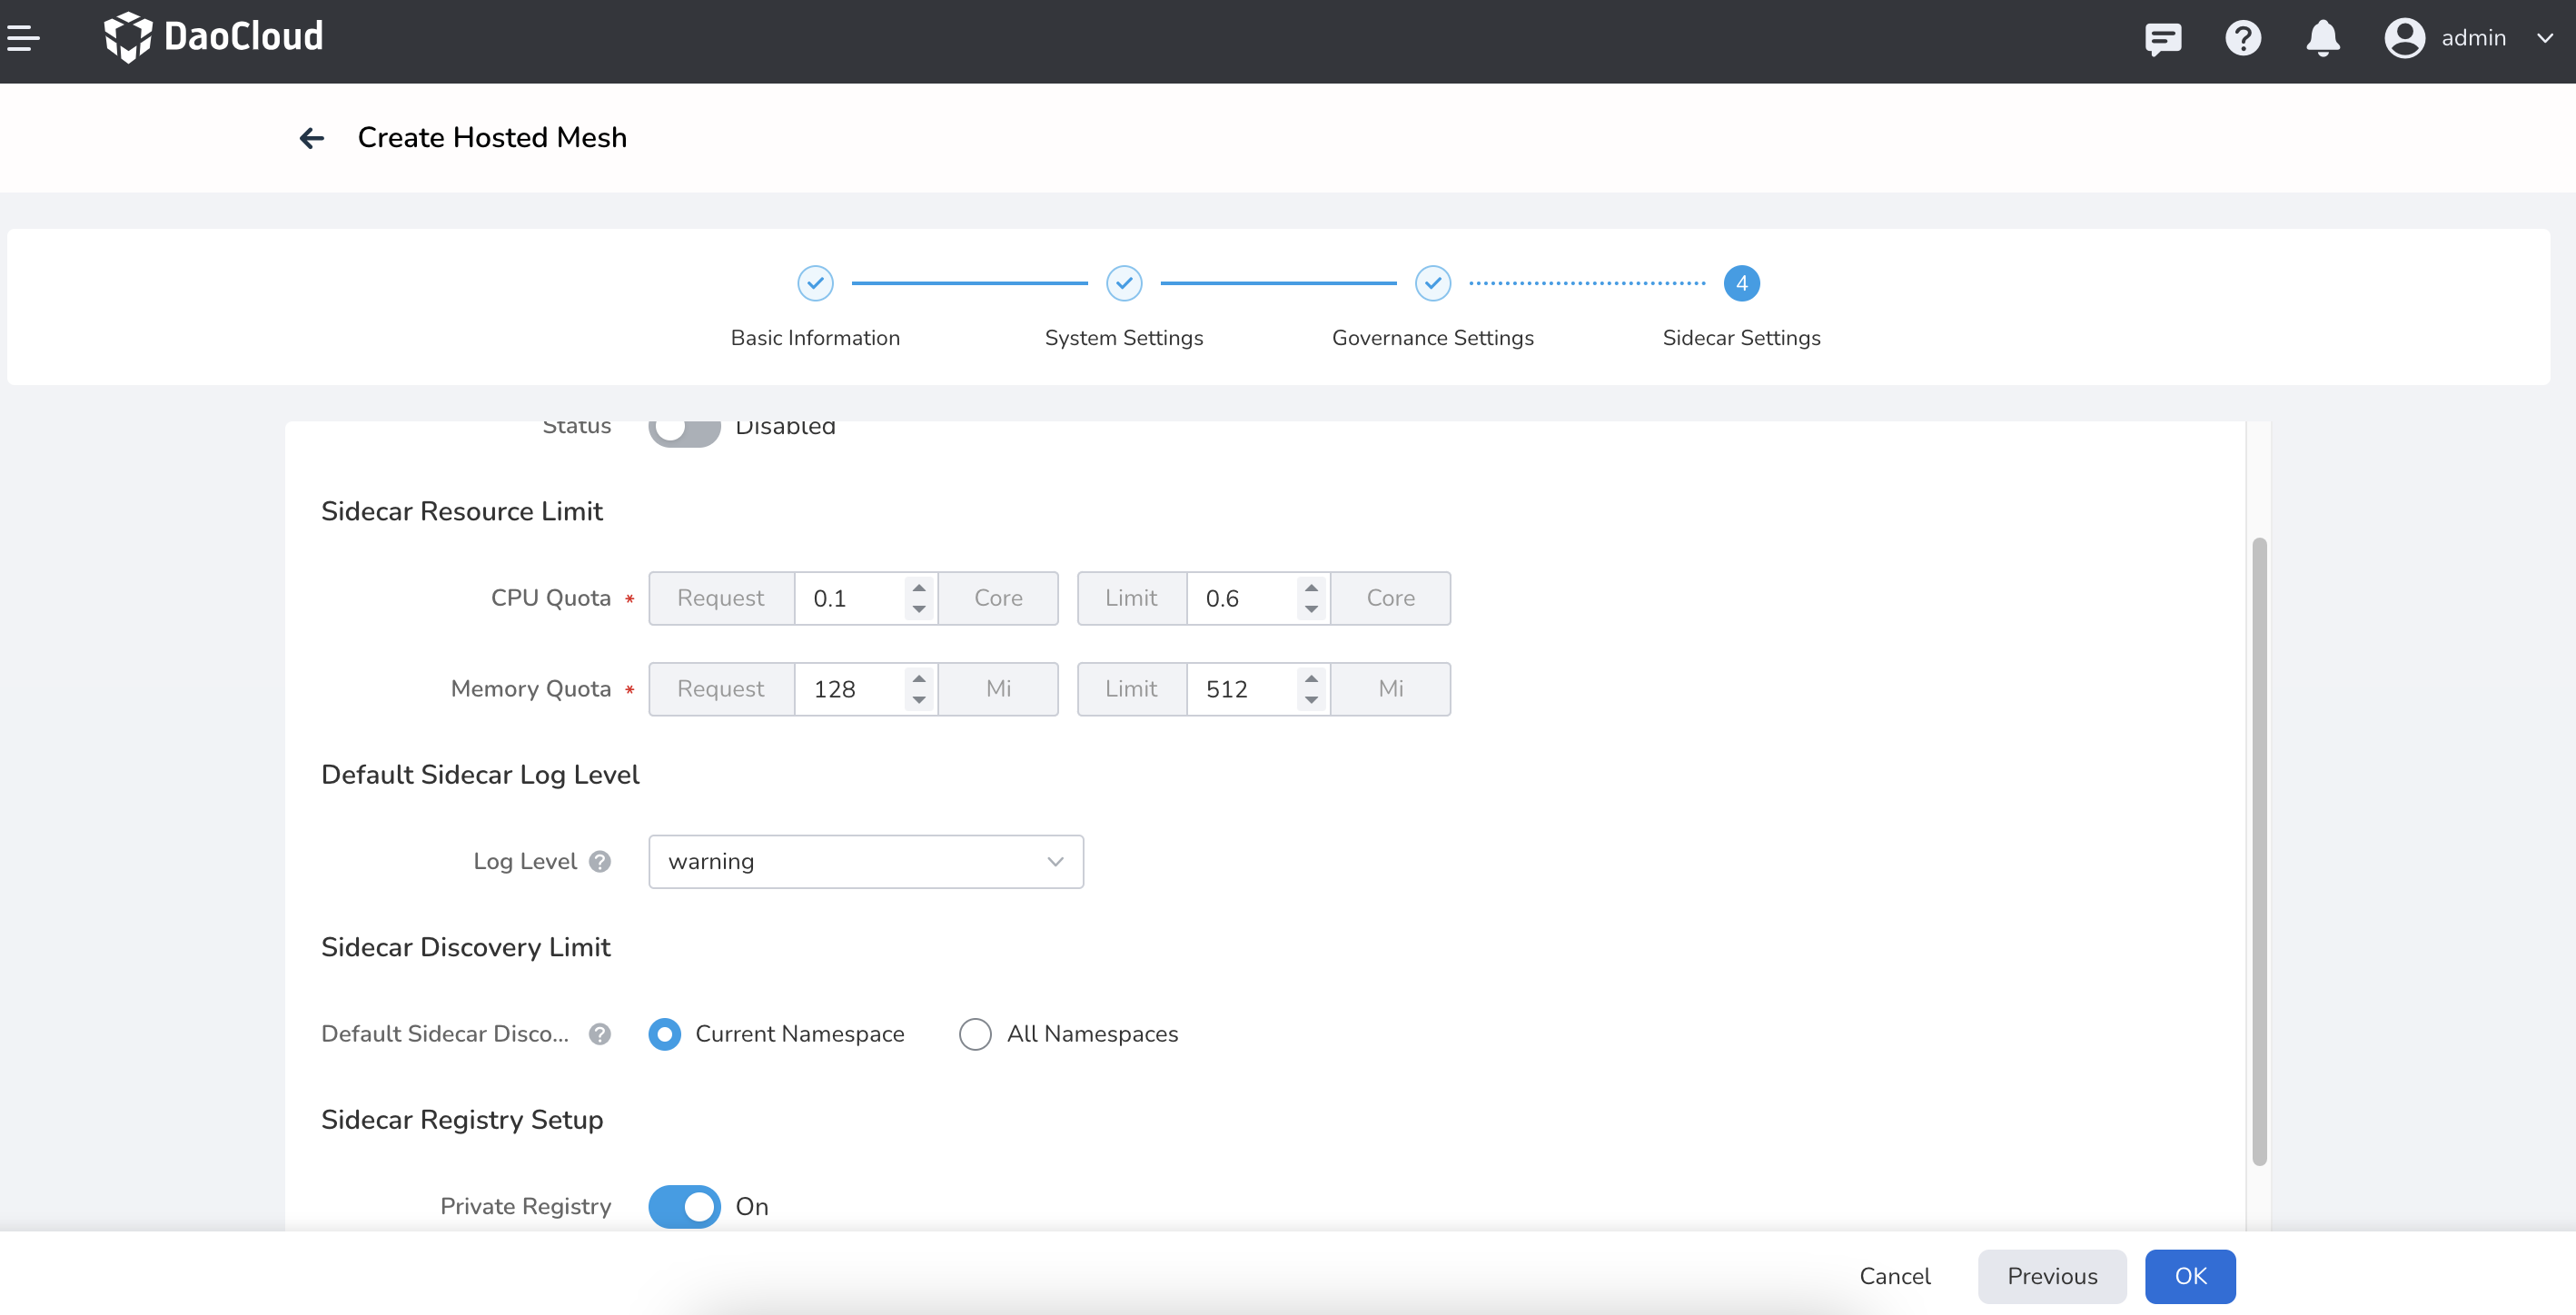 DaoCloud
admin
Create Hosted Mesh
4
Basic Information
System Settings
Governance Settings
Sidecar Settings
Status Disabled
Sidecar Resource Limit
CPU Quota * Request 0.1 Core Limit 0.6 Core
Memory Quota * Request 128 Mi Limit 512 Mi
Default Sidecar Log Level
Log Level ? warning
Sidecar Discovery Limit
Default Sidecar Disco... ? Current Namespace All Namespaces
Sidecar Registry Setup
Private Registry On
Cancel Previous OK